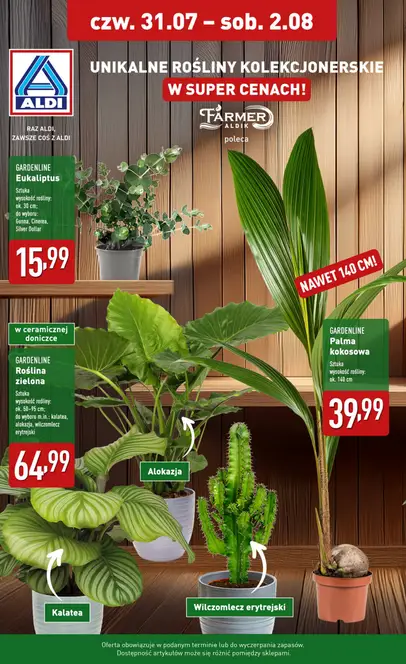 czw. 31.07 – sob. 2.08
ALDI
RAZ ALDI,
ZAWSZE COŚ Z ALDI
UNIKALNE ROŚLINY KOLEKCJONERSKIE
W SUPER CENACH!
FARMER
ALDIK
poleca
GARDENLINE
Eukaliptus
Sztuka
wysokość rośliny:
ok. 30 cm;
do wyboru:
Gunna, Cinerea,
Silver Dollar
15,99
NAWET 140 CM!
GARDENLINE
Palma
kokosowa
Sztuka
wysokość rośliny:
ok. 140 cm
39,99
w ceramicznej
doniczce
GARDENLINE
Roślina
zielona
Sztuka
wysokość rośliny:
ok. 60-95 cm;
do wyboru m.in.: kalatea,
alokazja, wilczomlecz
erytrejski
64,99
Alokazja
Kalatea
Wilczomlecz erytrejski
Oferta obowiązuje w podanym terminie lub do wyczerpania zapasów.
Dostępność artykułów może się różnić pomiędzy sklepami.